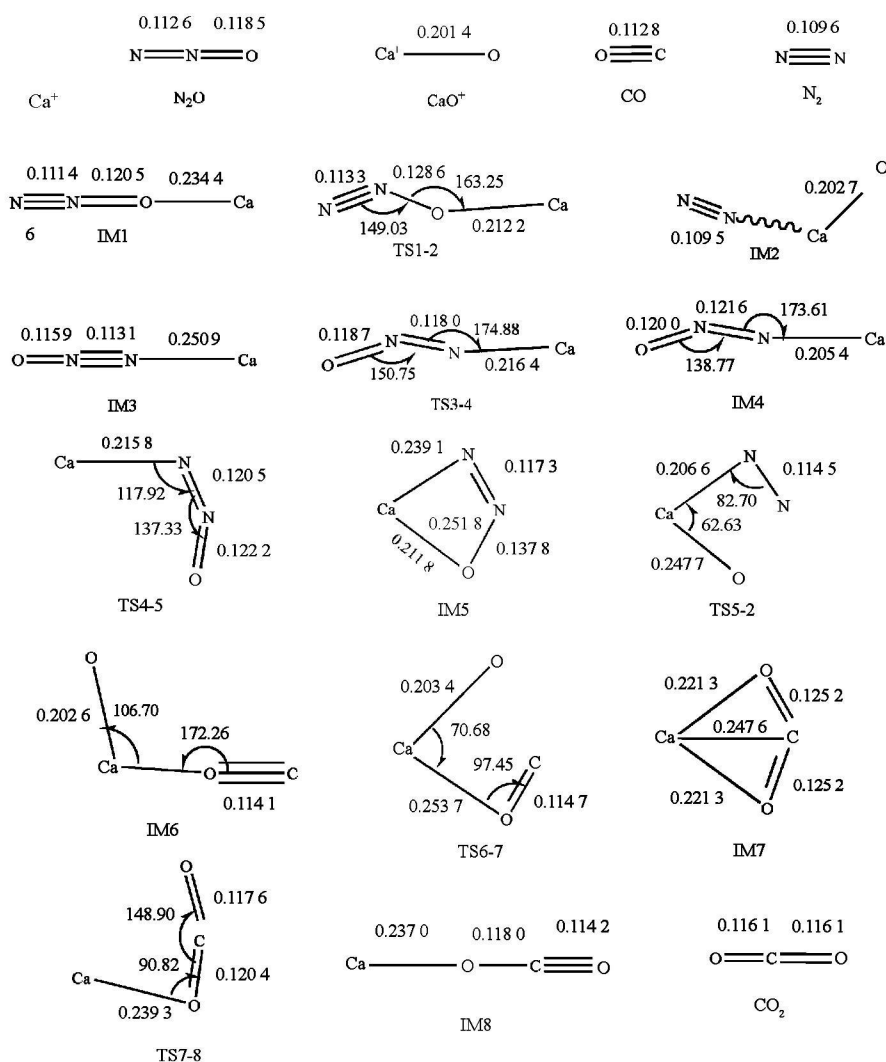 0.112 6 0.118 5
N N O
N₂O
Ca⁺
0.201 4
Ca O
CaO⁺
0.112 8
O C
CO
0.109 6
N N
N₂
0.111 4 0.120 5 0.234 4
N N O Ca
6
IM1
0.113 3 0.128 6 163.25
N N O Ca
149.03 0.212 2
TS1-2
0.202 7
N N Ca
0.109 5
IM2
0.115 9 0.113 1 0.250 9
O N N Ca
IM3
0.118 7 0.118 0 174.88
O N N Ca
150.75 0.216 4
TS3-4
0.120 0 0.121 6 173.61
O N N Ca
138.77 0.205 4
IM4
0.215 8
Ca N
0.120 5
117.92
N
137.33
0.122 2
O
TS4-5
0.239 1 N
0.117 3
Ca N
0.251 8
0.211 8 0.137 8
O
IM5
N
0.206 6 0.114 5
82.70 N
Ca
62.63
0.247 7
O
TS5-2
O
0.202 6 106.70
172.26
Ca O C
0.114 1
IM6
O
0.203 4
70.68
Ca
97.45 C
0.253 7 0.114 7
O
TS6-7
O
0.221 3 0.125 2
0.247 6
Ca C
0.221 3 0.125 2
O
IM7
O
0.117 6
148.90
C
90.82
Ca 0.120 4
O
0.239 3
TS7-8
0.237 0 0.118 0 0.114 2
Ca O C O
IM8
0.116 1 0.116 1
O C O
CO₂